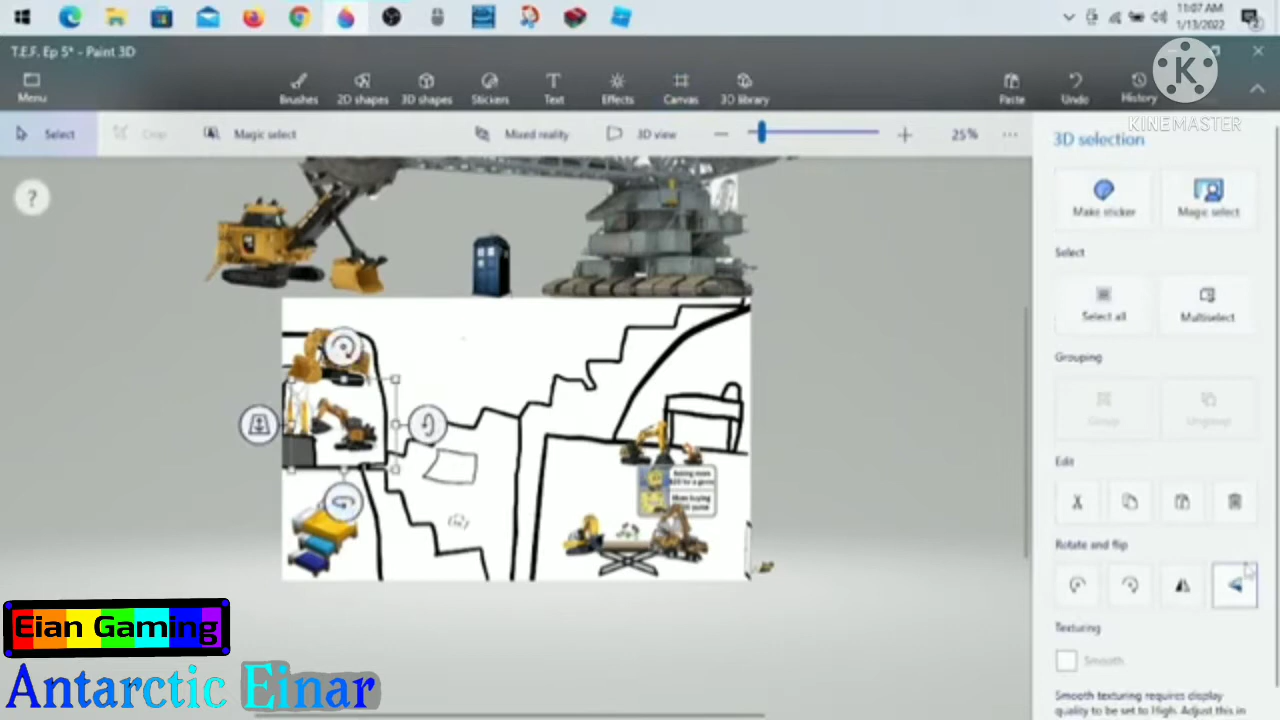 11:07 AM
1/13/2022
T.E.F. Ep 5* - Paint 3D
K
KINEMASTER
Menu
Brushes
2D shapes
3D shapes
Stickers
Text
Effects
Canvas
3D library
Paste
Undo
History
Select
Crop
Magic select
Mixed reality
3D view
25%
3D selection
?
Make sticker
Magic select
Select
Select all
Multiselect
Grouping
Group
Ungroup
Edit
Rotate and flip
Texturing
Smooth
Smooth texturing requires display
quality to be set to High. Adjust this in
Eian Gaming
Antarctic Einar